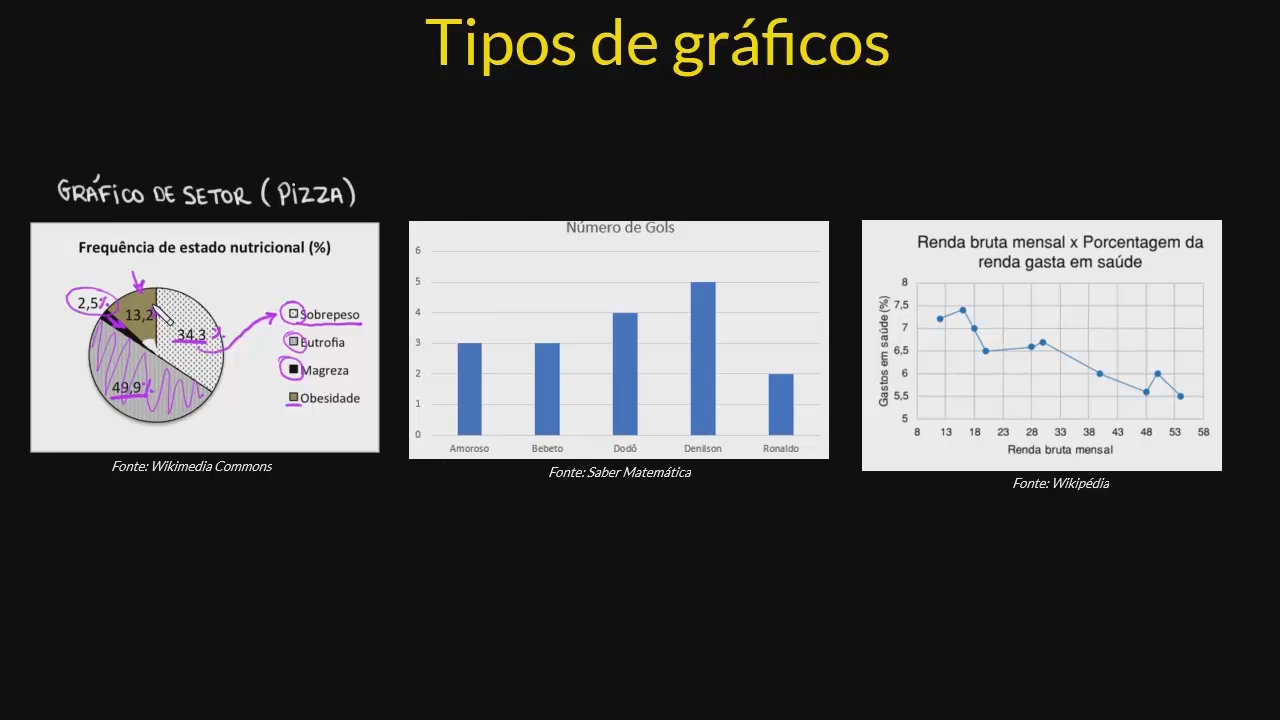 Tipos de gráficos
GRÁFICO DE SETOR (PIZZA)
Frequência de estado nutricional (%)
2,5%
13,2
34,3 %
49,9%
Sobrepeso
Eutrofia
Magreza
Obesidade
Fonte: Wikimedia Commons
Número de Gols
6
5
4
3
2
1
0
Amoroso Bebeto Dodô Denilson Ronaldo
Fonte: Saber Matemática
Renda bruta mensal x Porcentagem da
renda gasta em saúde
Gastos em saúde (%)
8
7,5
7
6,5
6
5,5
5
8 13 18 23 28 33 38 43 48 53 58
Renda bruta mensal
Fonte: Wikipédia